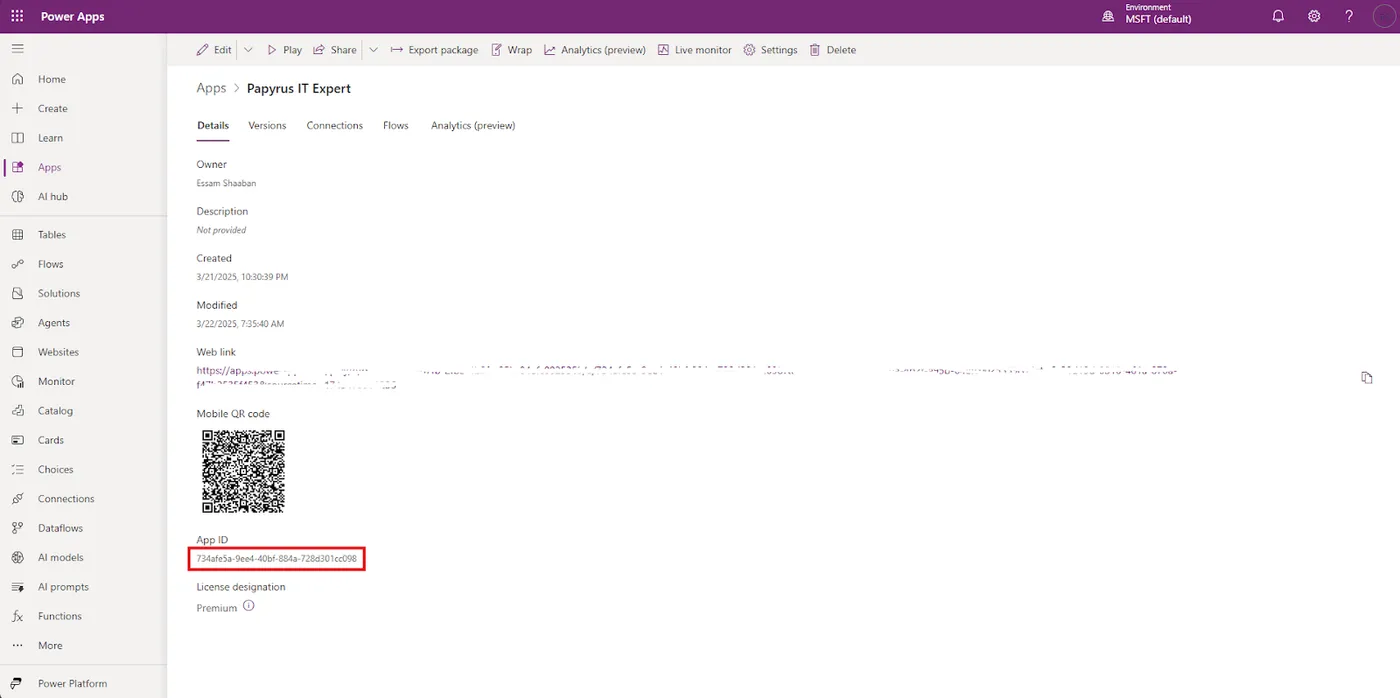 Power Apps
Environment
MSFT (default)
Edit
Play
Share
Export package
Wrap
Analytics (preview)
Live monitor
Settings
Delete
Home
Create
Learn
Apps
AI hub
Tables
Flows
Solutions
Agents
Websites
Monitor
Catalog
Cards
Choices
Connections
Dataflows
AI models
AI prompts
Functions
More
Power Platform
Apps > Papyrus IT Expert
Details
Versions
Connections
Flows
Analytics (preview)
Owner
Essam Shaaban
Description
Not provided
Created
3/21/2025, 10:30:39 PM
Modified
3/22/2025, 7:35:40 AM
Web link
https://apps.powe
Mobile QR code
App ID
734afe5a-9ee4-40bf-884a-728d301cc098
License designation
Premium